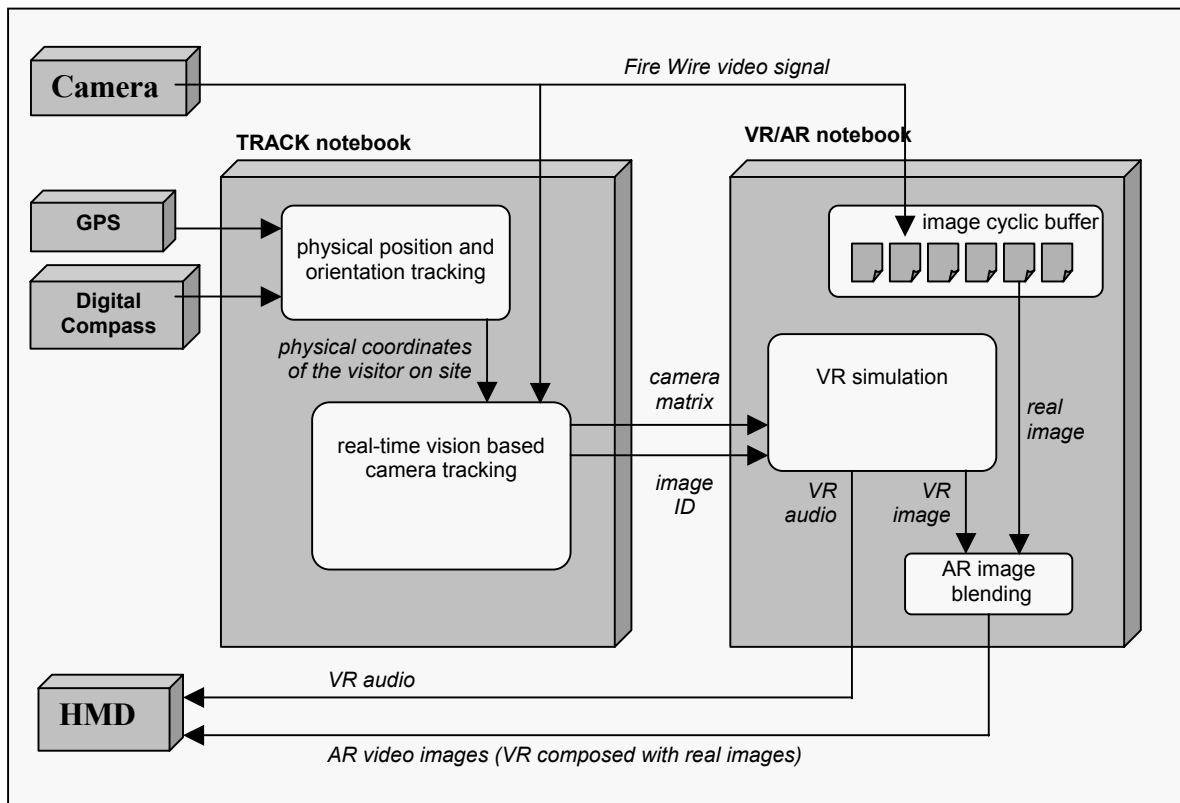 Camera
Fire Wire video signal
TRACK notebook
VR/AR notebook
GPS
Digital
Compass
physical position and
orientation tracking
image cyclic buffer
physical coordinates
of the visitor on site
camera
matrix
VR simulation
real
image
real-time vision based
camera tracking
image
ID
VR
audio
VR
image
AR image
blending
VR audio
HMD
AR video images (VR composed with real images)